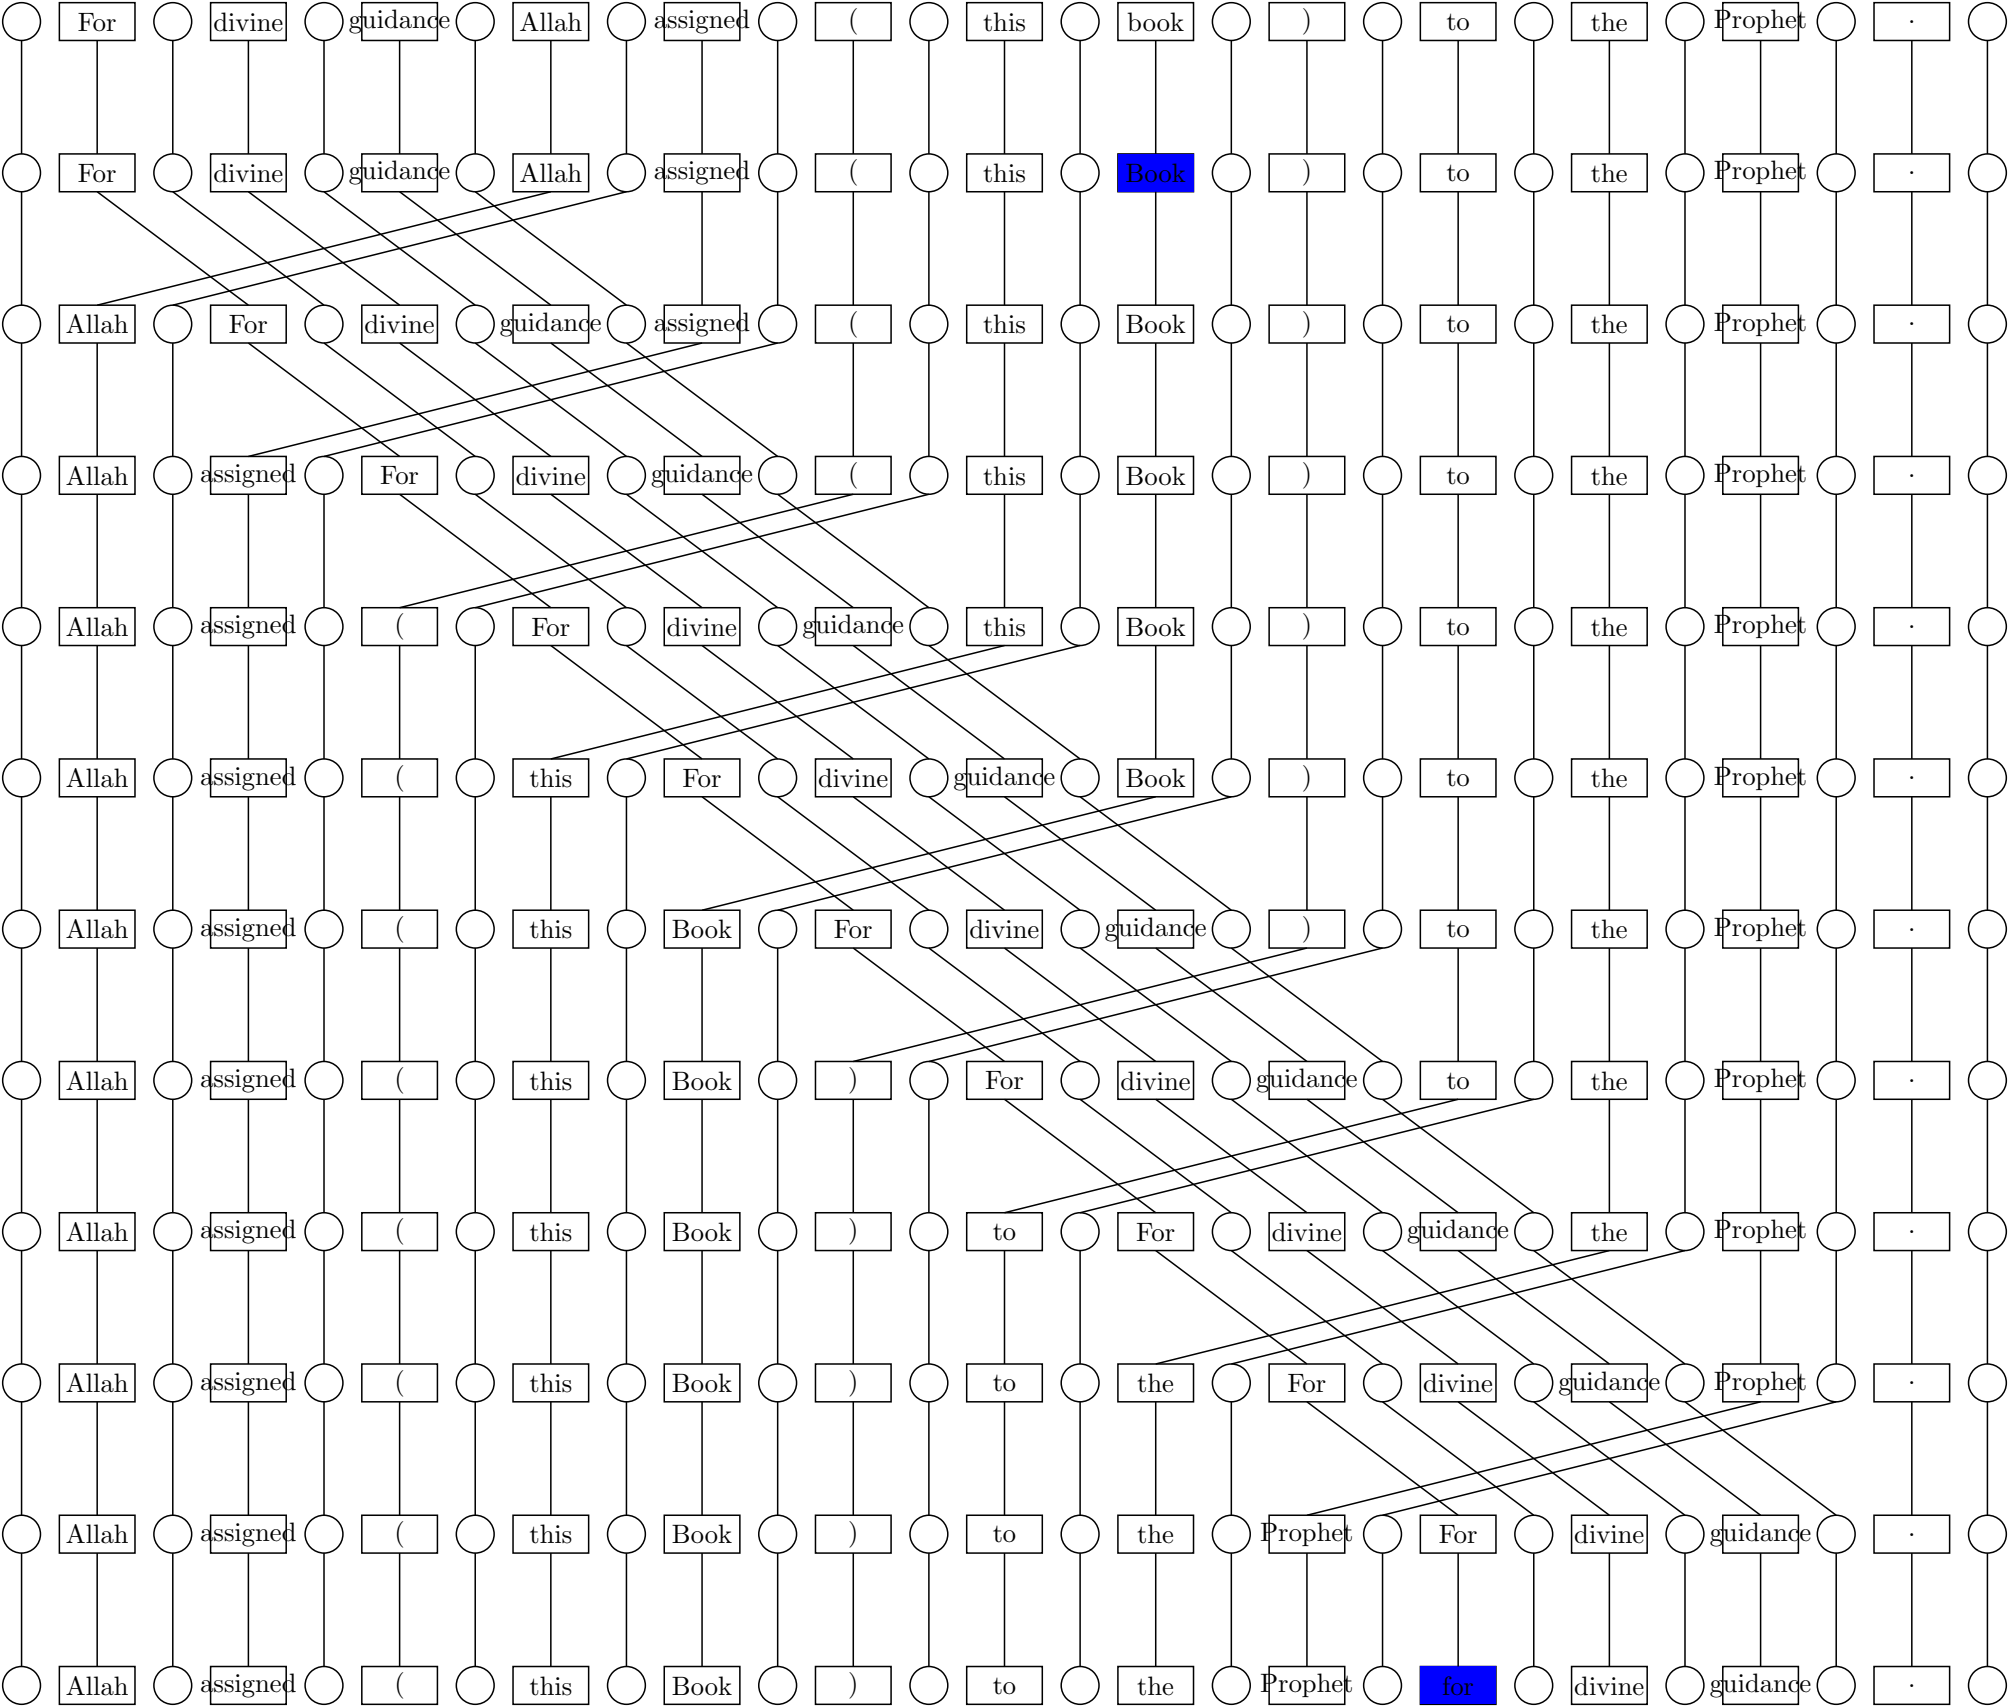 For divine guidance Allah assigned ( this book ) to the Prophet .
For divine guidance Allah assigned ( this Book ) to the Prophet .
Allah For divine guidance assigned ( this Book ) to the Prophet .
Allah assigned For divine guidance ( this Book ) to the Prophet .
Allah assigned ( For divine guidance this Book ) to the Prophet .
Allah assigned ( this For divine guidance Book ) to the Prophet .
Allah assigned ( this Book For divine guidance ) to the Prophet .
Allah assigned ( this Book ) For divine guidance to the Prophet .
Allah assigned ( this Book ) to For divine guidance the Prophet .
Allah assigned ( this Book ) to the For divine guidance Prophet .
Allah assigned ( this Book ) to the Prophet For divine guidance .
Allah assigned ( this Book ) to the Prophet for divine guidance .